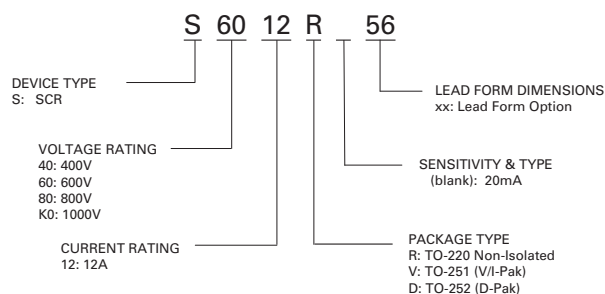 S 60 12 R _ 56
DEVICE TYPE
S: SCR
VOLTAGE RATING
40: 400V
60: 600V
80: 800V
K0: 1000V
CURRENT RATING
12: 12A
LEAD FORM DIMENSIONS
xx: Lead Form Option
SENSITIVITY & TYPE
(blank): 20mA
PACKAGE TYPE
R: TO-220 Non-Isolated
V: TO-251 (V/I-Pak)
D: TO-252 (D-Pak)